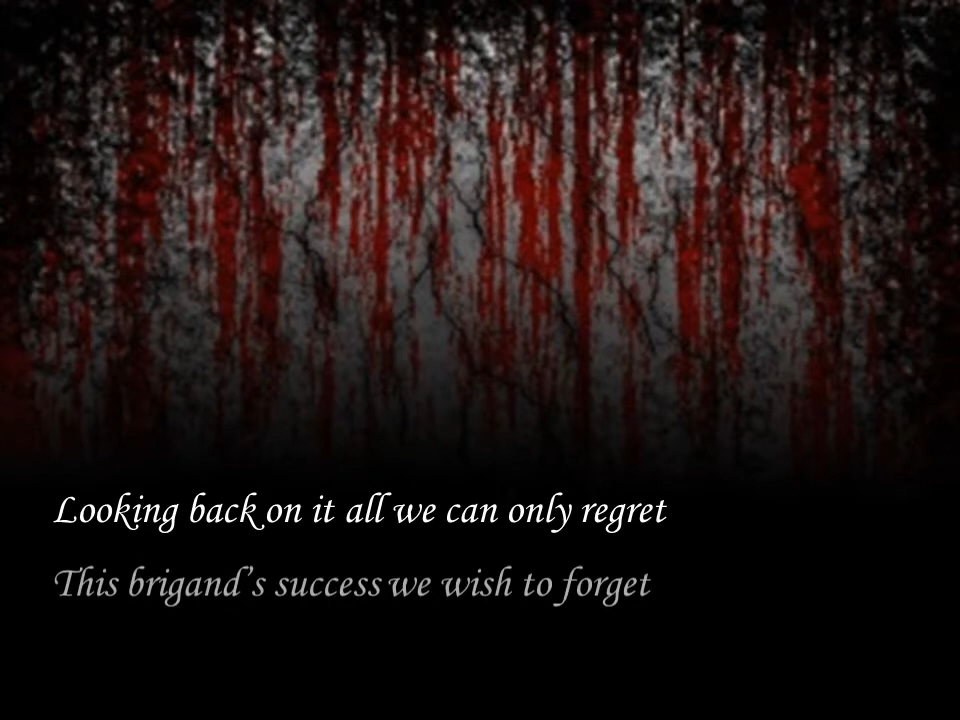 Looking back on it all we can only regret
This brigand’s success we wish to forget